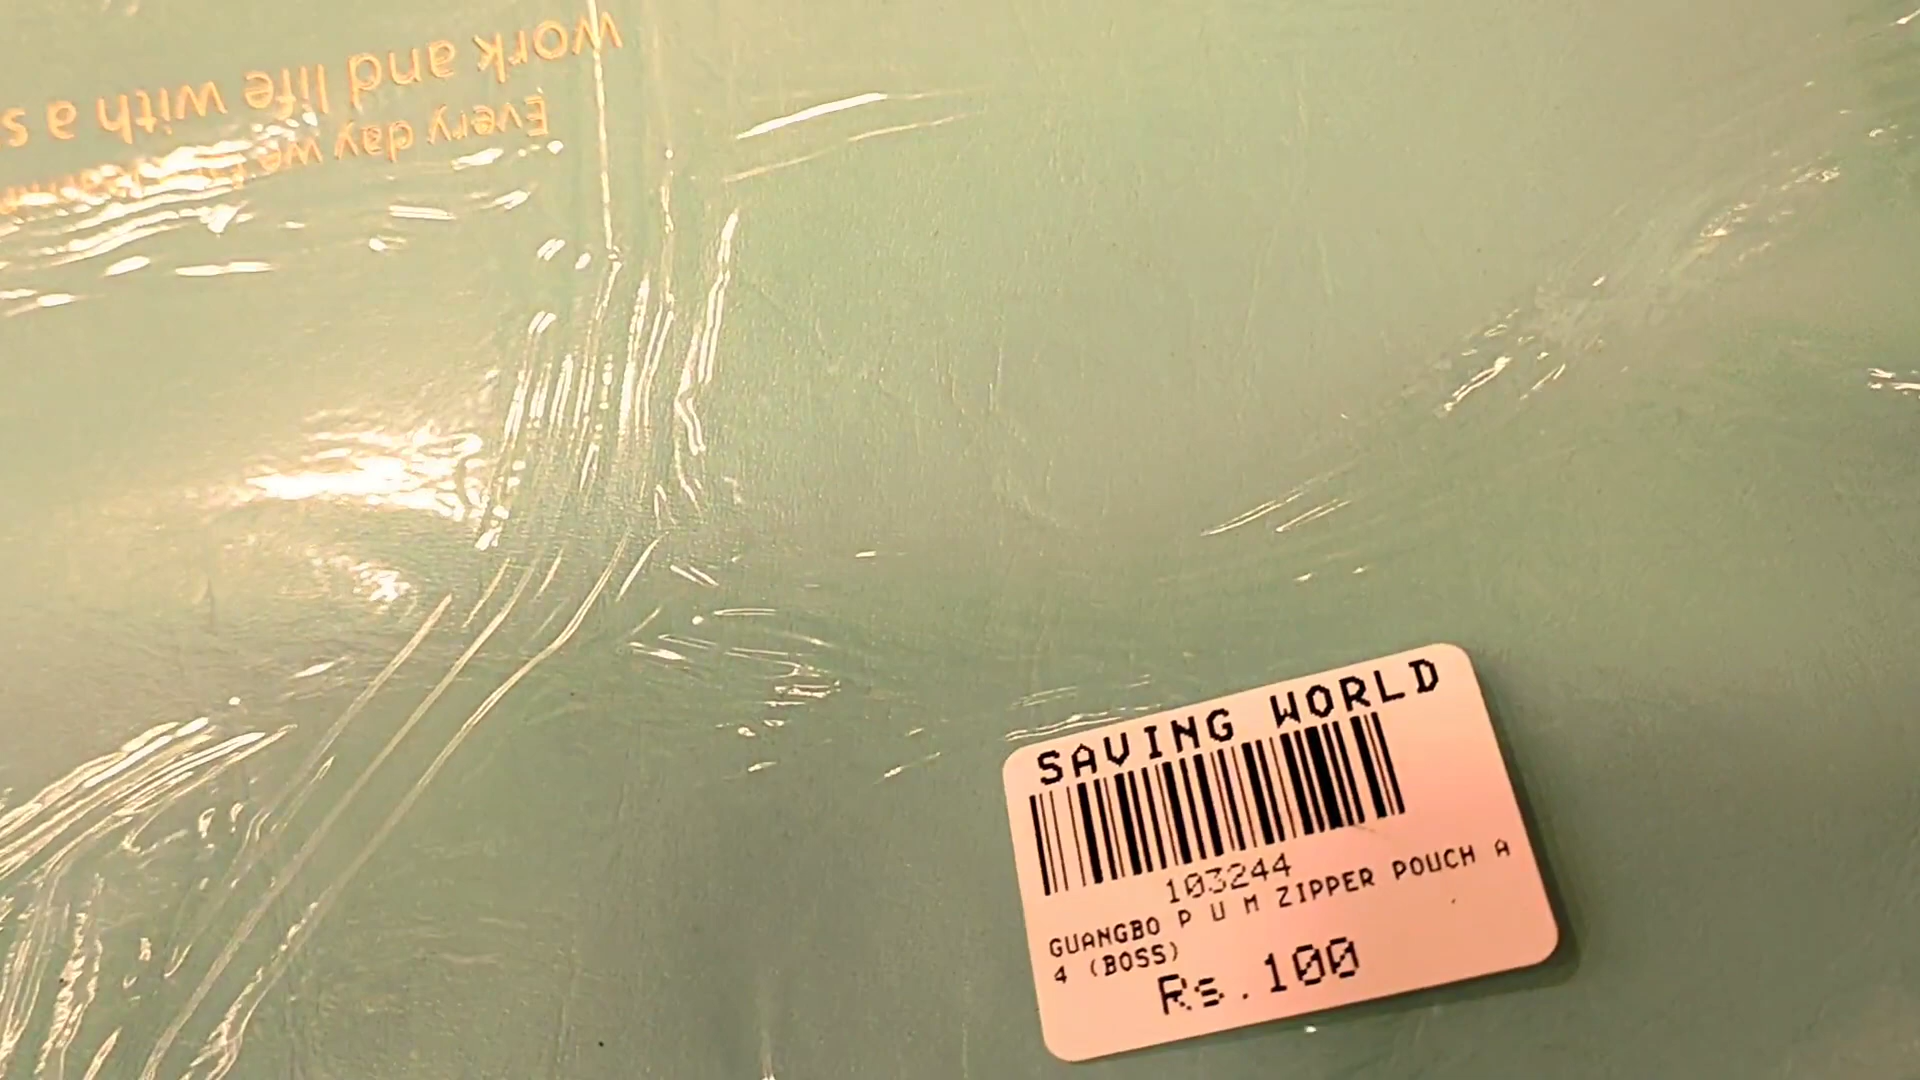 Every day we
work and life with a s
SAVING WORLD
103244
GUANGBO P U M ZIPPER POUCH A
4 (BOSS)
Rs.100